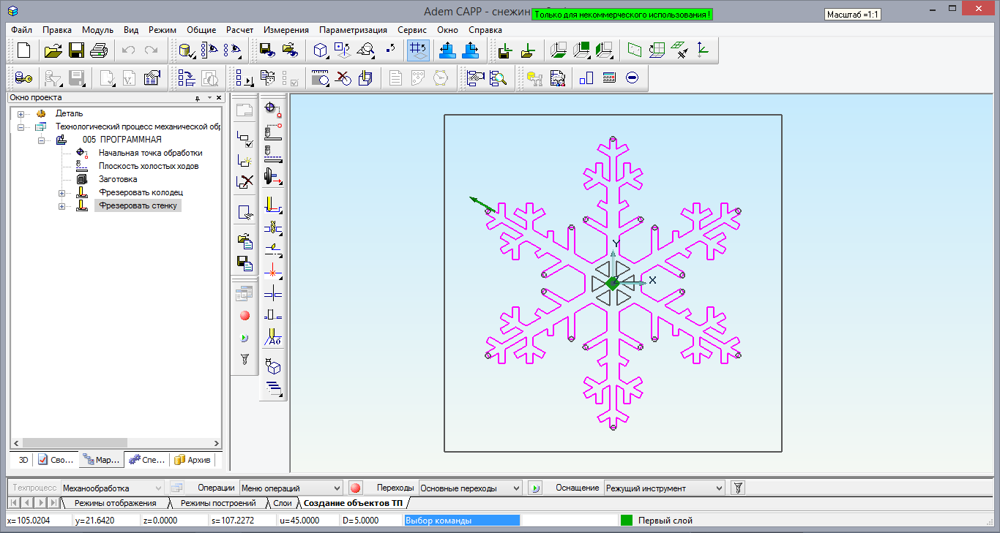 Adem CAPP - снежин
Только для некоммерческого использования !
Масштаб =1:1
Файл Правка Модуль Вид Режим Общие Расчет Измерения Параметризация Сервис Окно Справка
Окно проекта
Деталь
Технологический процесс механической обр
005 ПРОГРАММНАЯ
Начальная точка обработки
Плоскость холостых ходов
Заготовка
Фрезеровать колодец
Фрезеровать стенку
Y
X
3D Сво... Мар... Спе... Архив
Техпроцесс Механообработка Операции Меню операций Переходы Основные переходы Оснащение Режущий инструмент
Режимы отображения Режимы построений Слои Создание объектов ТП
x=105.0204 y=21.6420 z=0.0000 s=107.2272 u=45.0000 D=5.0000 Выбор команды Первый слой